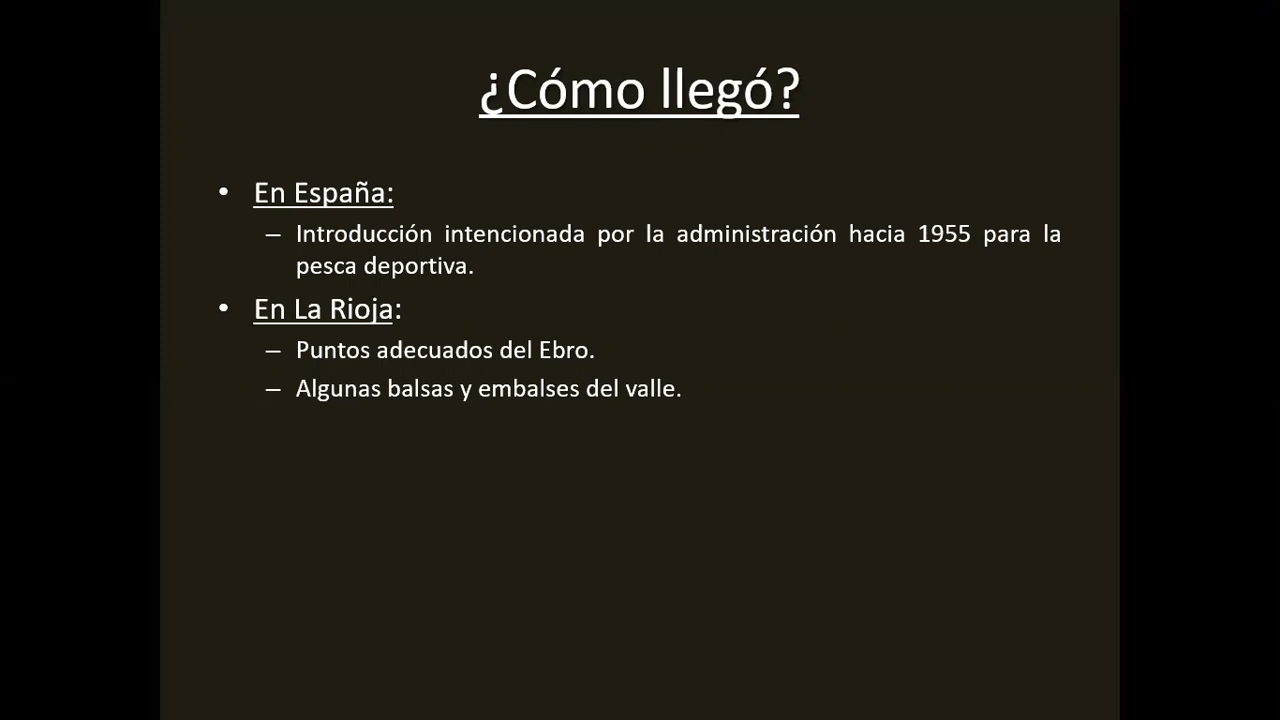 ¿Cómo llegó?
• En España:
– Introducción intencionada por la administración hacia 1955 para la
pesca deportiva.
• En La Rioja:
– Puntos adecuados del Ebro.
– Algunas balsas y embalses del valle.